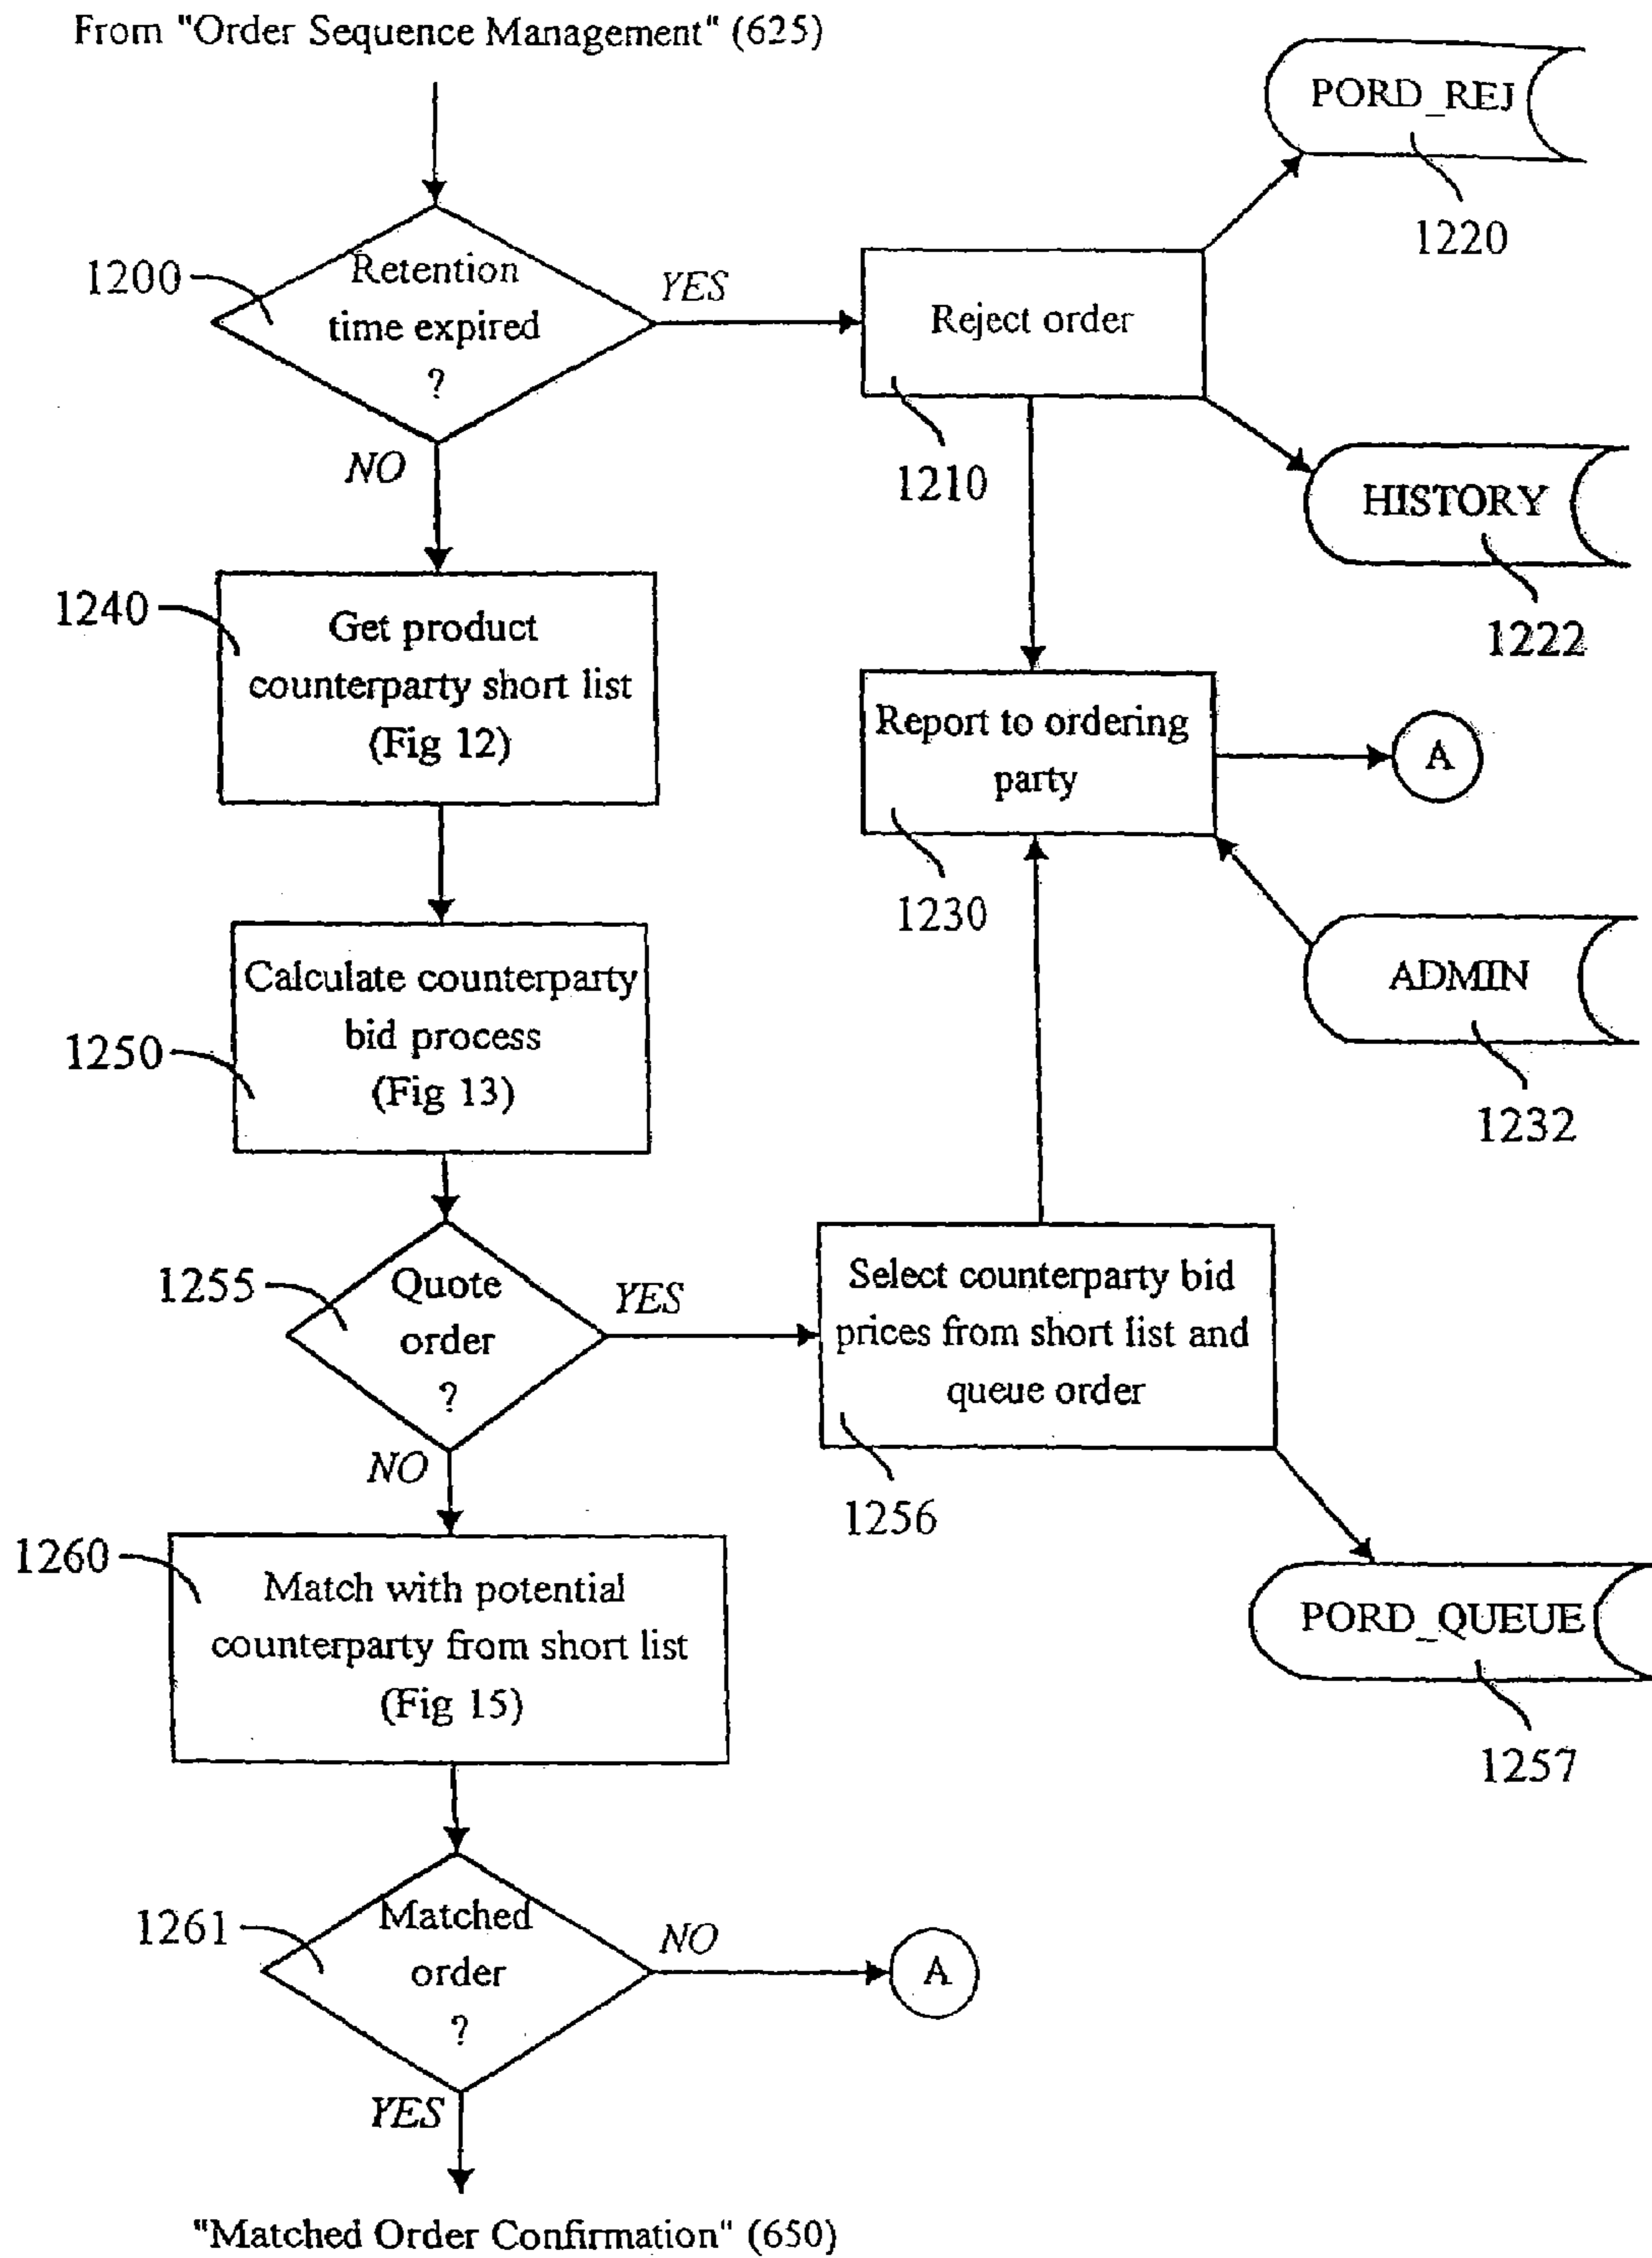 From "Order Sequence Management" (625)
PORD_REJ
1220
1200
Retention
time expired
?
YES
Reject order
1210
NO
HISTORY
1222
1240
Get product
counterparty short list
(Fig 12)
Report to ordering
party
A
1230
ADMIN
1232
Calculate counterparty
bid process
(Fig 13)
1250
1255
Quote
order
?
YES
Select counterparty bid
prices from short list and
queue order
1256
NO
PORD_QUEUE
1257
1260
Match with potential
counterparty from short list
(Fig 15)
1261
Matched
order
?
NO
A
YES
"Matched Order Confirmation" (650)